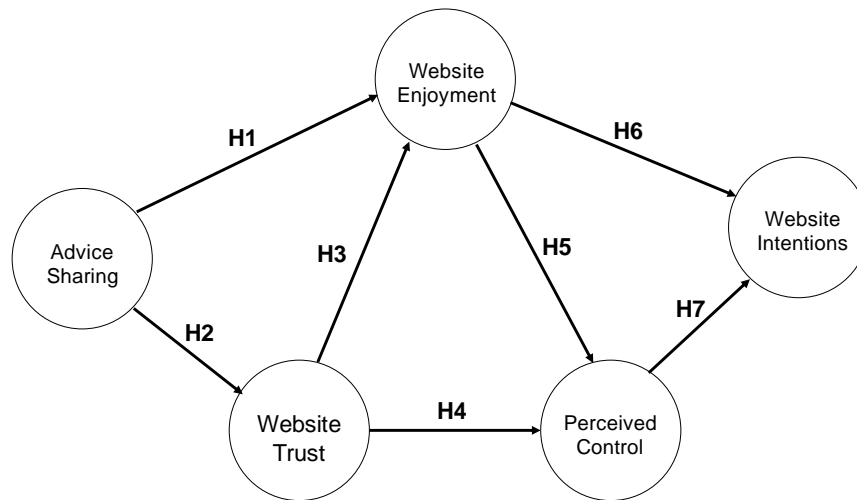 Website
Enjoyment
H1
H6
Website
Intentions
Advice
Sharing
H3
H5
H2
H7
Website
Trust
H4
Perceived
Control